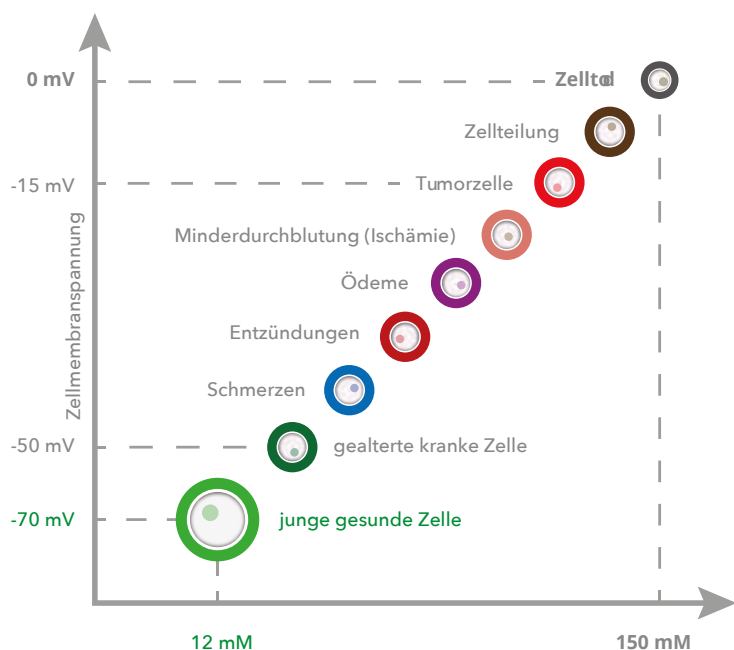 0 mV
Zelltod
Zellteilung
-15 mV
Tumorzelle
Minderdurchblutung (Ischämie)
Ödeme
Entzündungen
Schmerzen
Zellmembranspannung
-50 mV
gealterte kranke Zelle
-70 mV
junge gesunde Zelle
12 mM
150 mM